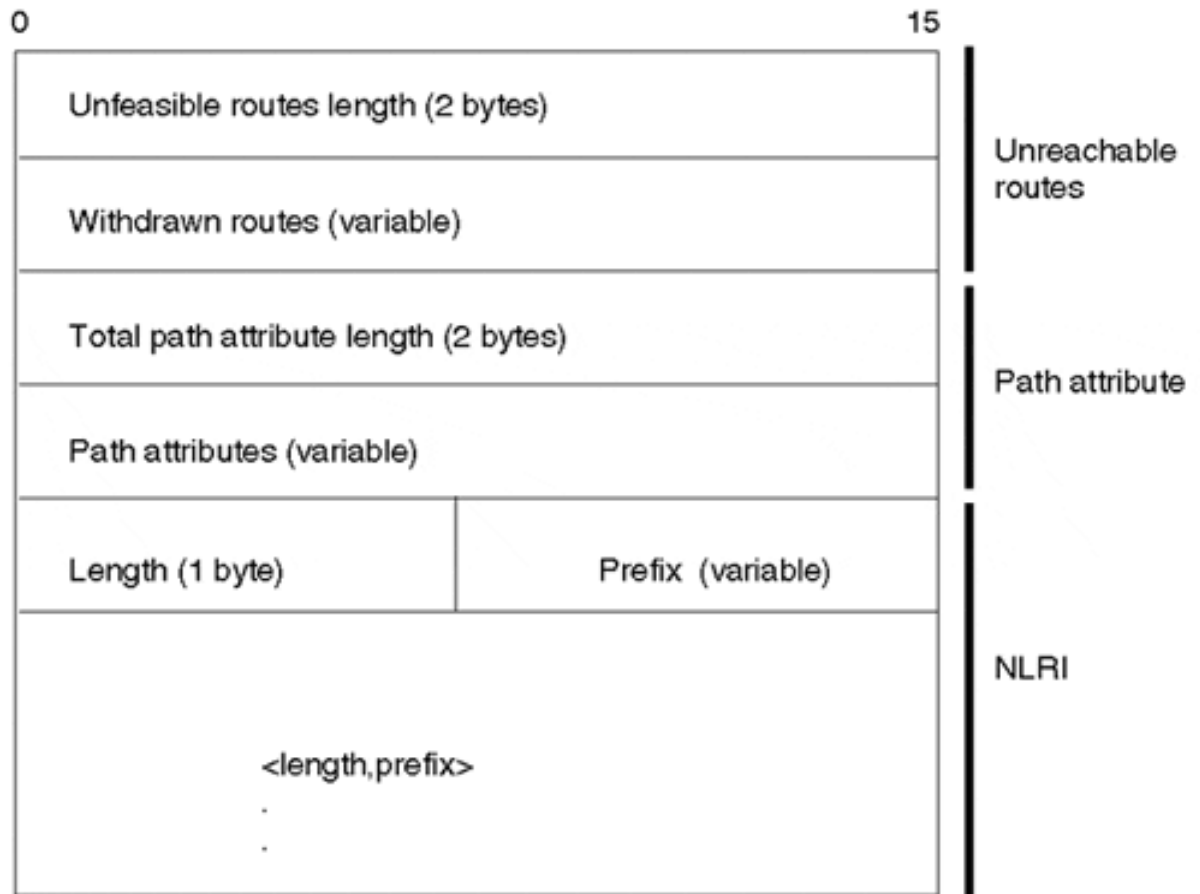 0 15
Unfeasible routes length (2 bytes)
Unreachable
routes
Withdrawn routes (variable)
Total path attribute length (2 bytes)
Path attribute
Path attributes (variable)
Length (1 byte) Prefix (variable)
NLRI
<length,prefix>
.
.